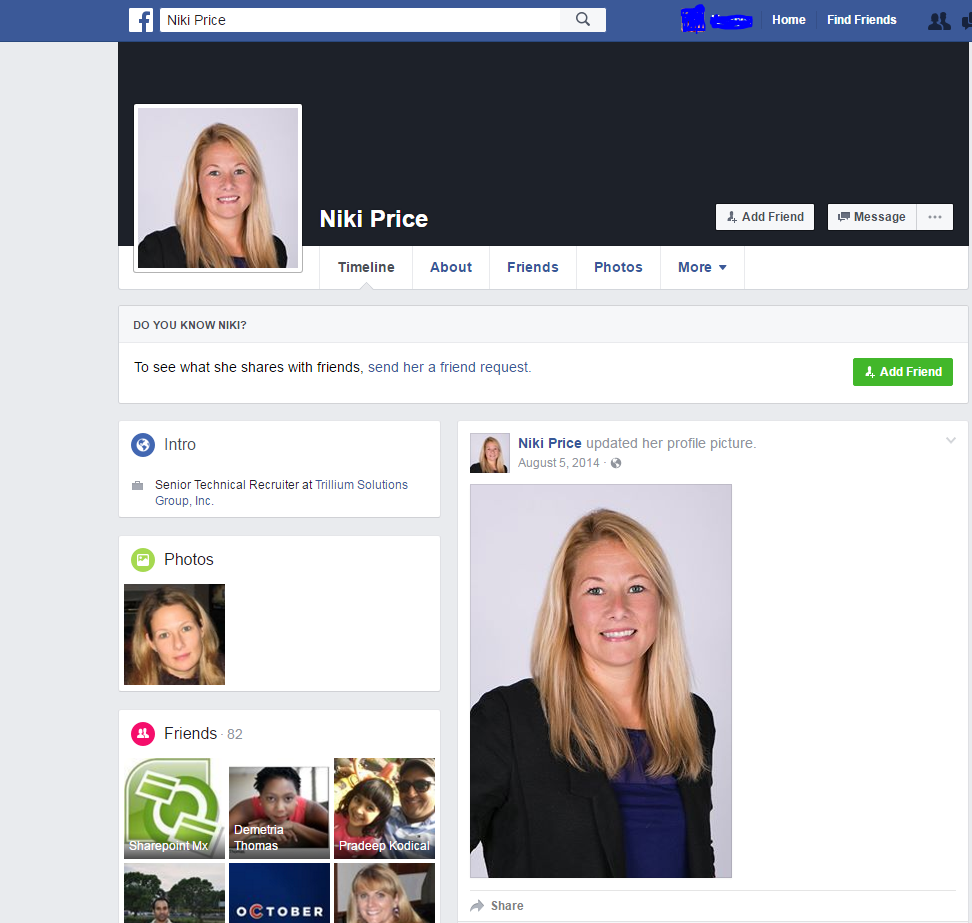 Niki Price
Home
Find Friends
Niki Price
Add Friend
Message
Timeline
About
Friends
Photos
More
DO YOU KNOW NIKI?
To see what she shares with friends, send her a friend request.
Add Friend
Intro
Senior Technical Recruiter at Trillium Solutions
Group, Inc.
Photos
Friends · 82
Sharepoint Mx
Demetria
Thomas
Pradeep Kodical
OCTOBER
Niki Price updated her profile picture.
August 5, 2014 ·
Share